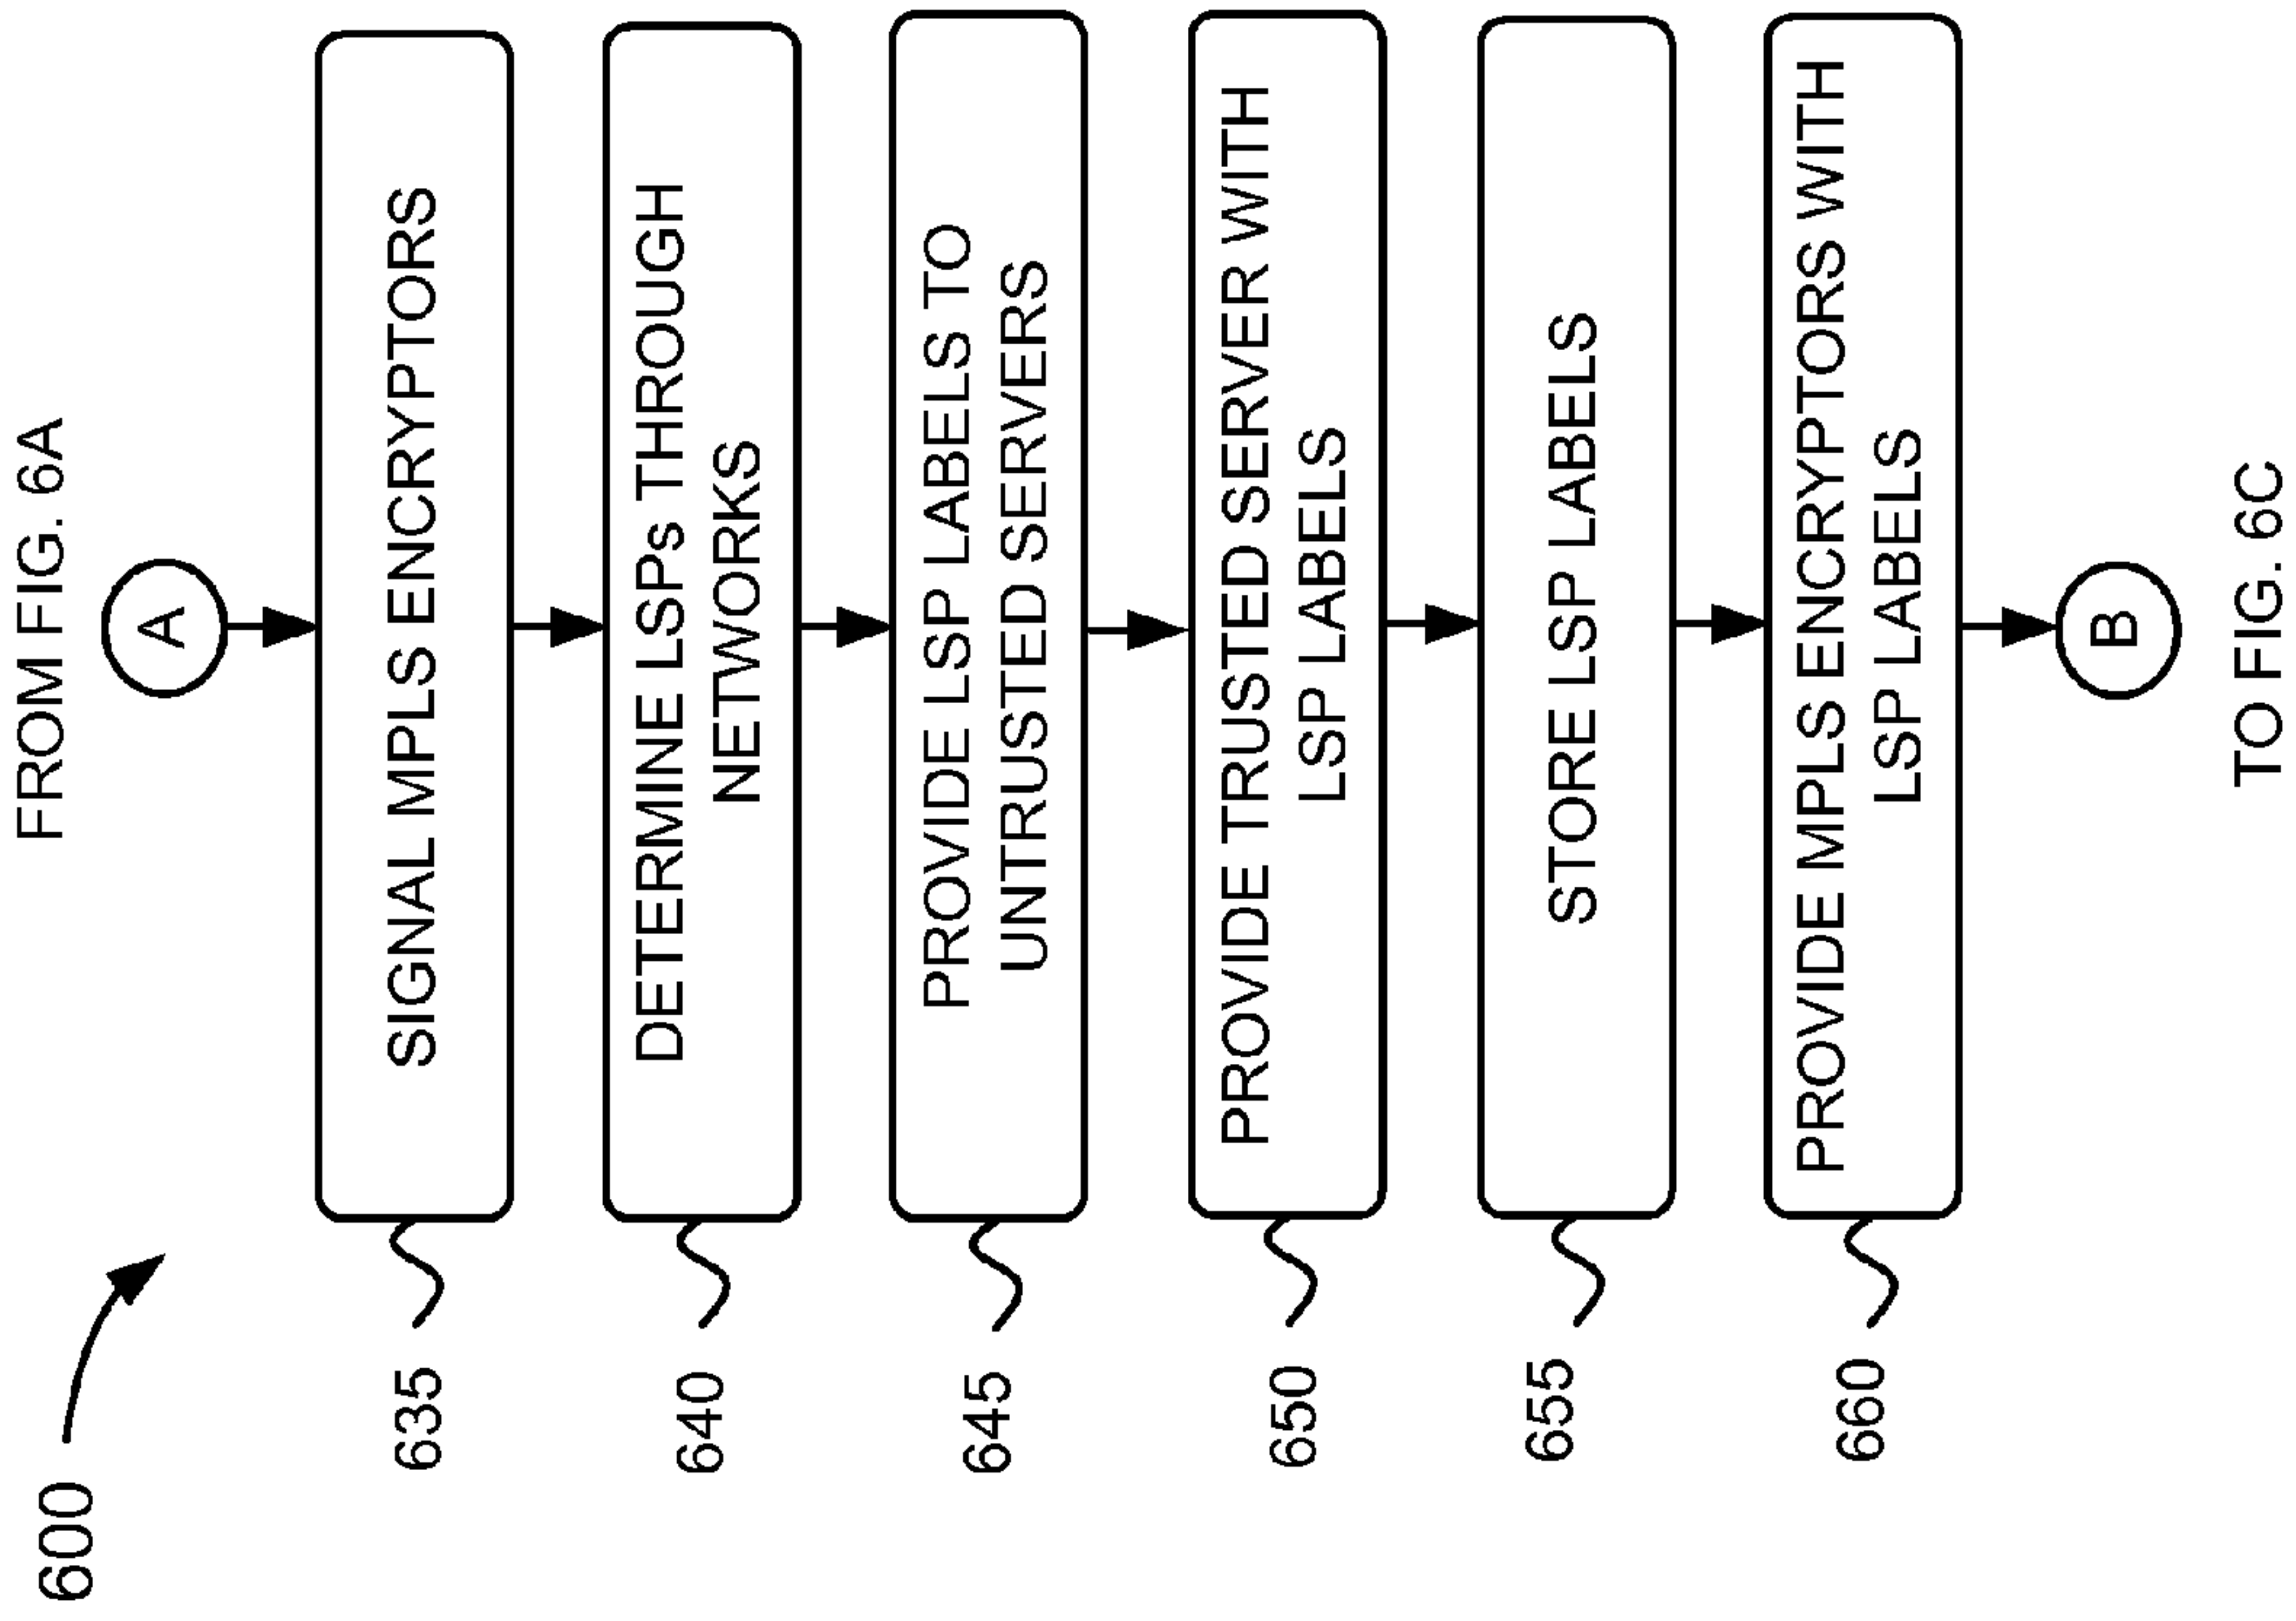 600
FROM FIG. 6A
A
635
SIGNAL MPLS ENCRYPTORS
640
DETERMINE LSPs THROUGH
NETWORKS
645
PROVIDE LSP LABELS TO
UNTRUSTED SERVERS
650
PROVIDE TRUSTED SERVER WITH
LSP LABELS
655
STORE LSP LABELS
660
PROVIDE MPLS ENCRYPTORS WITH
LSP LABELS
B
TO FIG. 6C